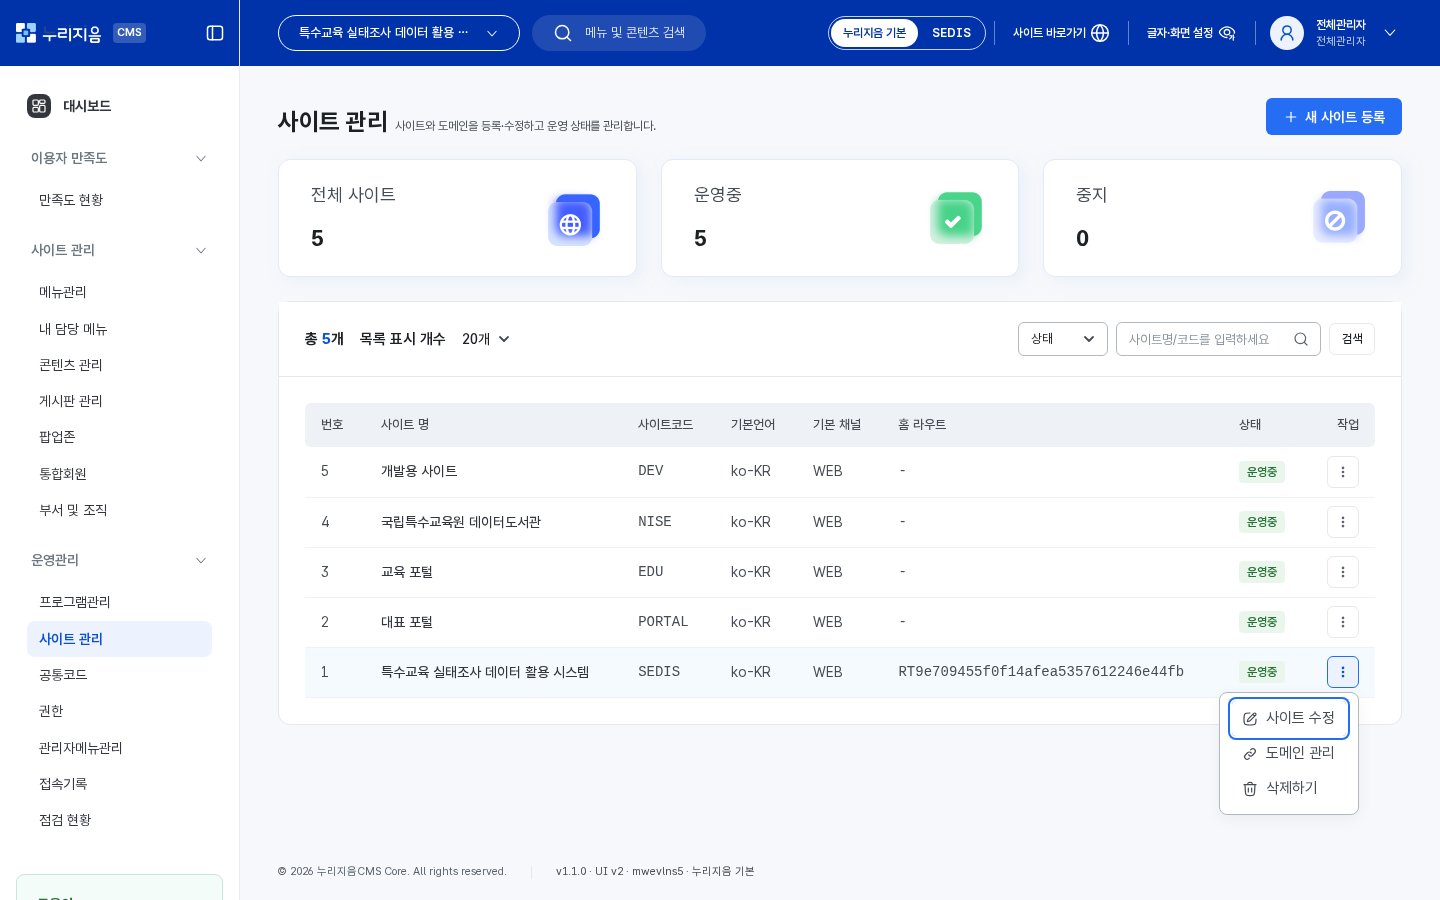 누리지음 CMS
특수교육 실태조사 데이터 활용 ···
메뉴 및 콘텐츠 검색
누리지음 기본 SEDIS
사이트 바로가기
글자·화면 설정
전체관리자
전체관리자
대시보드
이용자 만족도
만족도 현황
사이트 관리
메뉴관리
내 담당 메뉴
콘텐츠 관리
게시판 관리
팝업존
통합회원
부서 및 조직
운영관리
프로그램관리
사이트 관리
공통코드
권한
관리자메뉴관리
접속기록
점검 현황
사이트 관리 사이트와 도메인을 등록·수정하고 운영 상태를 관리합니다.
새 사이트 등록
전체 사이트
5
운영중
5
중지
0
총 5개 목록 표시 개수 20개
상태 사이트명/코드를 입력하세요 검색
번호 사이트 명 사이트코드 기본언어 기본 채널 홈 라우트 상태 작업
5 개발용 사이트 DEV ko-KR WEB - 운영중
4 국립특수교육원 데이터도서관 NISE ko-KR WEB - 운영중
3 교육 포털 EDU ko-KR WEB - 운영중
2 대표 포털 PORTAL ko-KR WEB - 운영중
1 특수교육 실태조사 데이터 활용 시스템 SEDIS ko-KR WEB RT9e709455f0f14afea5357612246e44fb 운영중
사이트 수정
도메인 관리
삭제하기
© 2026 누리지음CMS Core. All rights reserved.
v1.1.0 · UI v2 · mwevlns5 · 누리지음 기본